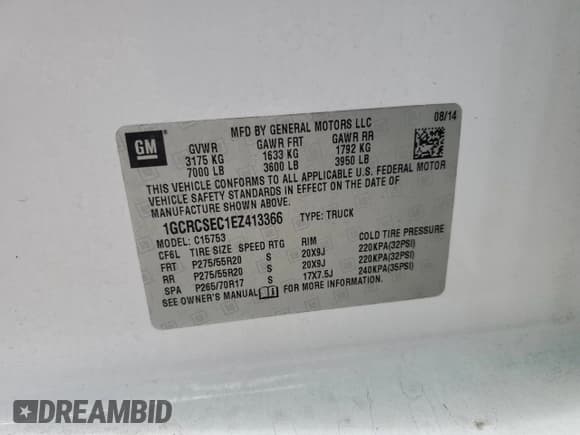 GM
MFD BY GENERAL MOTORS LLC
08/14
GVWR GAWR FRT GAWR RR
3175 KG 1633 KG 1792 KG
7000 LB 3600 LB 3950 LB
THIS VEHICLE CONFORMS TO ALL APPLICABLE U.S. FEDERAL MOTOR
VEHICLE SAFETY STANDARDS IN EFFECT ON THE DATE OF
MANUFACTURE SHOWN ABOVE.
1GCRCSEC1EZ413366 TYPE: TRUCK
MODEL: C15753
CF6L TIRE SIZE SPEED RTG RIM COLD TIRE PRESSURE
FRT P275/55R20 S 20X9J 220KPA(32PSI)
RR P275/55R20 S 20X9J 220KPA(32PSI)
SPA P265/70R17 S 17X7.5J 240KPA(35PSI)
SEE OWNER'S MANUAL FOR MORE INFORMATION.
DREAMBID